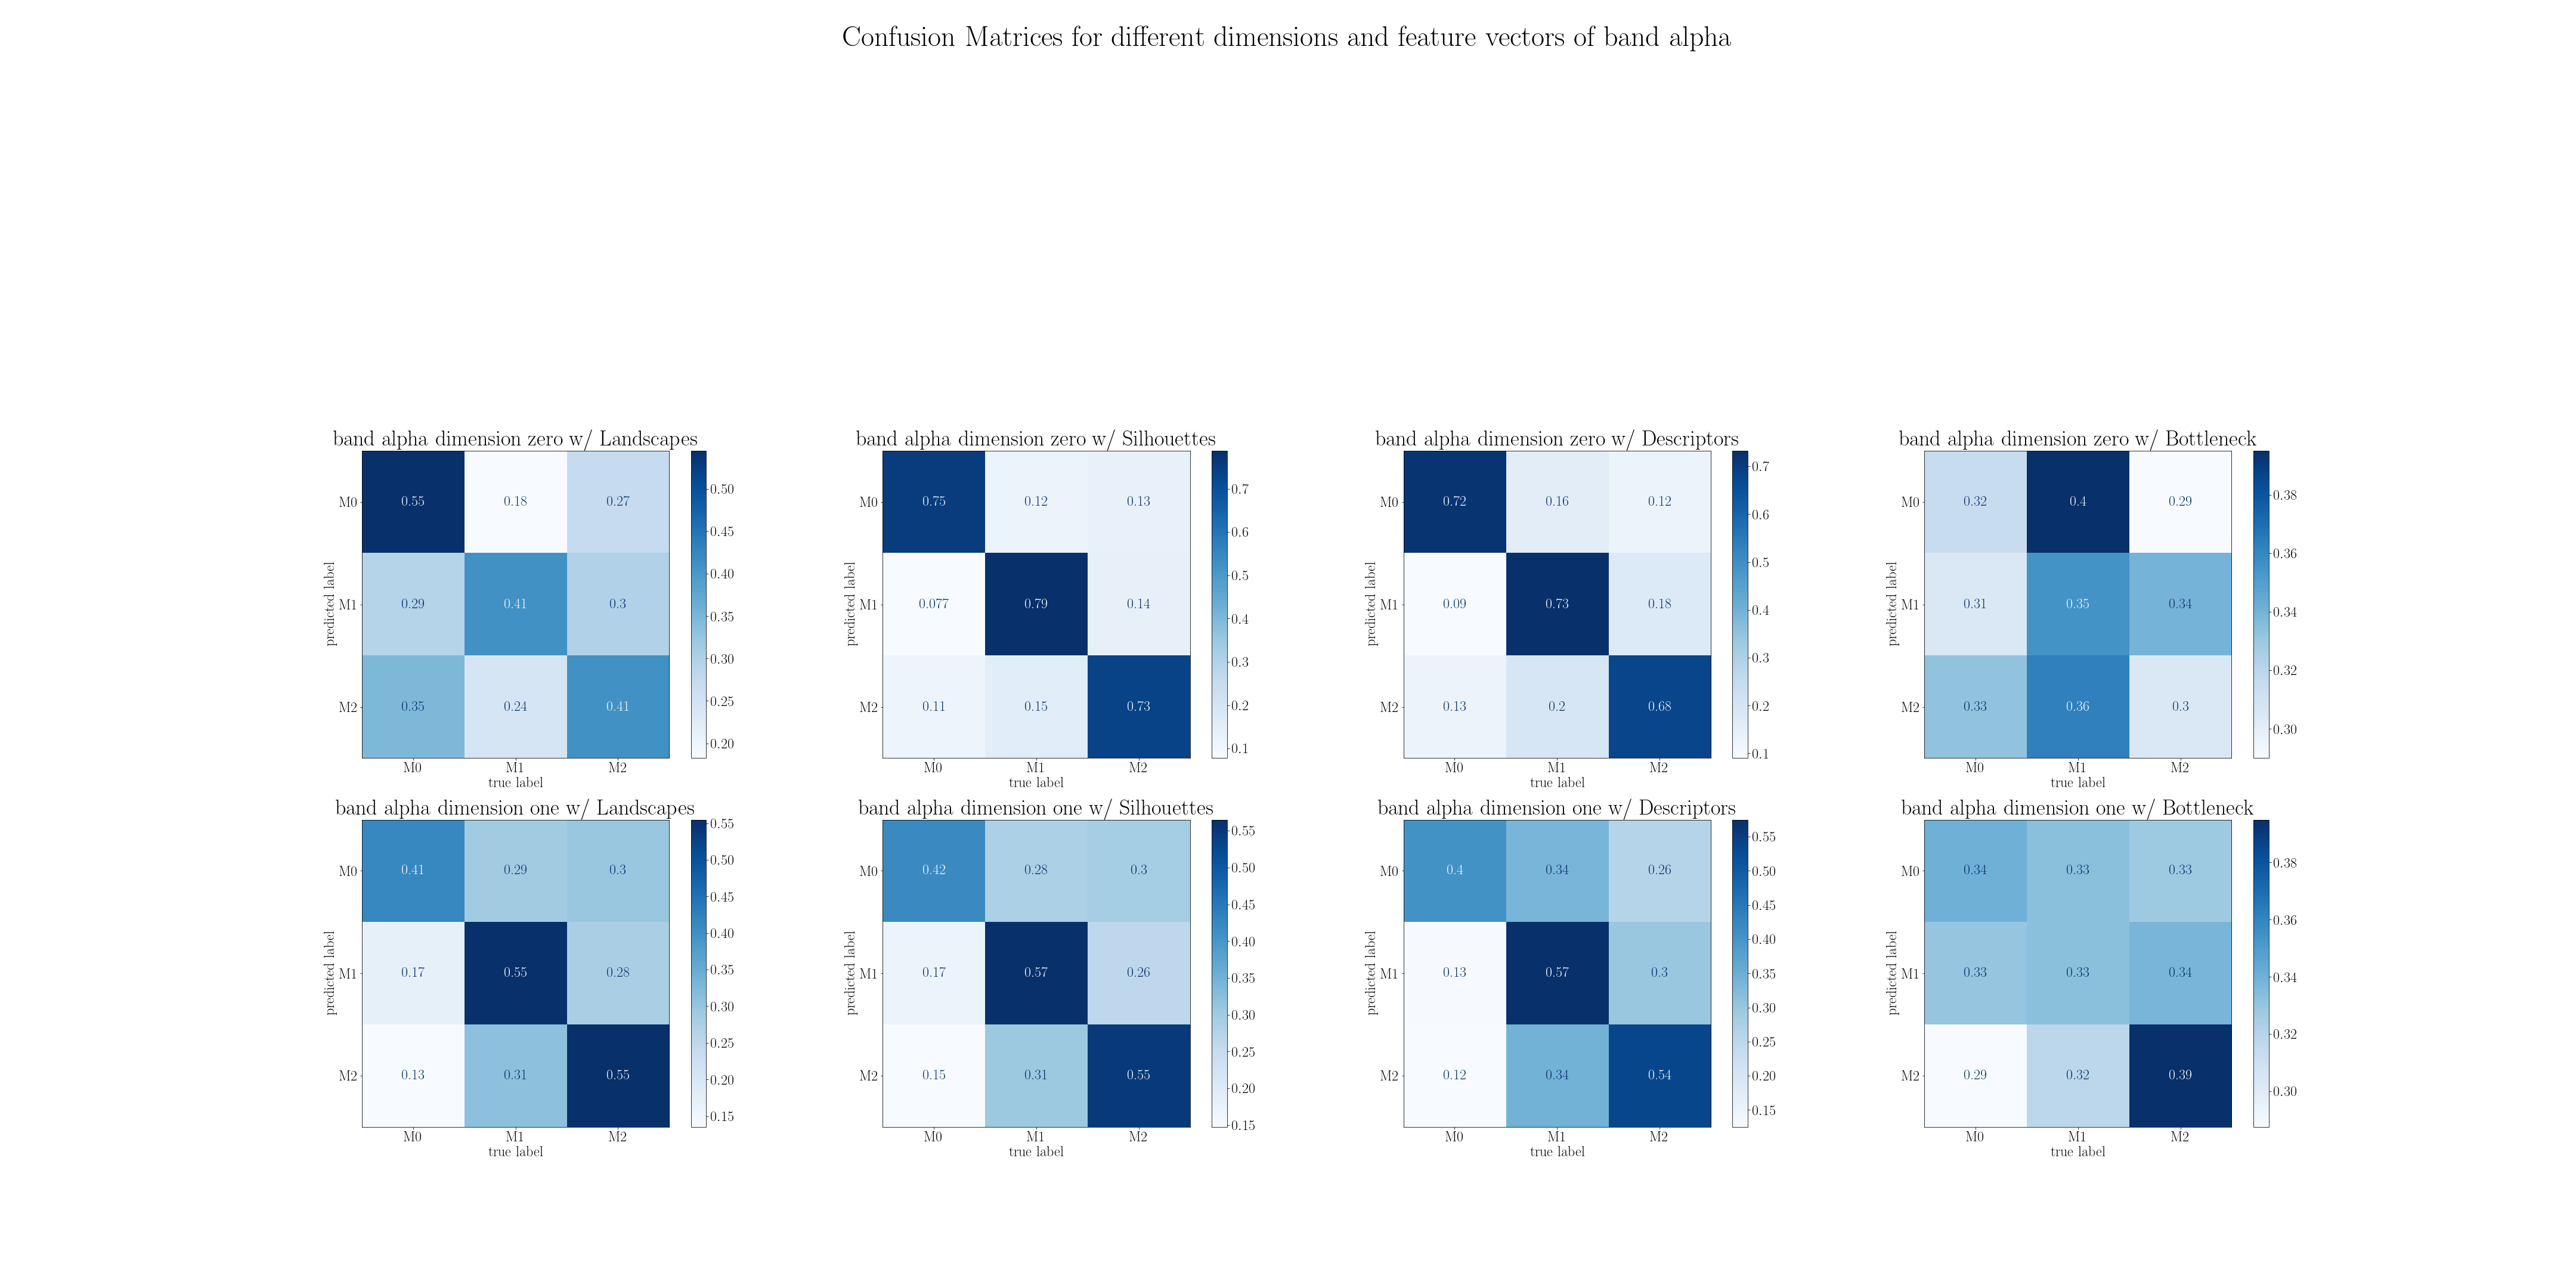 Confusion Matrices for different dimensions and feature vectors of band alpha
band alpha dimension zero w/ Landscapes
predicted label
M0 0.55 0.18 0.27
M1 0.29 0.41 0.3
M2 0.35 0.24 0.41
M0 M1 M2
true label
0.50
0.45
0.40
0.35
0.30
0.25
0.20
band alpha dimension zero w/ Silhouettes
predicted label
M0 0.75 0.12 0.13
M1 0.077 0.79 0.14
M2 0.11 0.15 0.73
M0 M1 M2
true label
0.7
0.6
0.5
0.4
0.3
0.2
0.1
band alpha dimension zero w/ Descriptors
predicted label
M0 0.72 0.16 0.12
M1 0.09 0.73 0.18
M2 0.13 0.2 0.68
M0 M1 M2
true label
0.7
0.6
0.5
0.4
0.3
0.2
0.1
band alpha dimension zero w/ Bottleneck
predicted label
M0 0.32 0.4 0.29
M1 0.31 0.35 0.34
M2 0.33 0.36 0.3
M0 M1 M2
true label
0.38
0.36
0.34
0.32
0.30
band alpha dimension one w/ Landscapes
predicted label
M0 0.41 0.29 0.3
M1 0.17 0.55 0.28
M2 0.13 0.31 0.55
M0 M1 M2
true label
0.55
0.50
0.45
0.40
0.35
0.30
0.25
0.20
0.15
band alpha dimension one w/ Silhouettes
predicted label
M0 0.42 0.28 0.3
M1 0.17 0.57 0.26
M2 0.15 0.31 0.55
M0 M1 M2
true label
0.55
0.50
0.45
0.40
0.35
0.30
0.25
0.20
0.15
band alpha dimension one w/ Descriptors
predicted label
M0 0.4 0.34 0.26
M1 0.13 0.57 0.3
M2 0.12 0.34 0.54
M0 M1 M2
true label
0.55
0.50
0.45
0.40
0.35
0.30
0.25
0.20
0.15
band alpha dimension one w/ Bottleneck
predicted label
M0 0.34 0.33 0.33
M1 0.33 0.33 0.34
M2 0.29 0.32 0.39
M0 M1 M2
true label
0.38
0.36
0.34
0.32
0.30